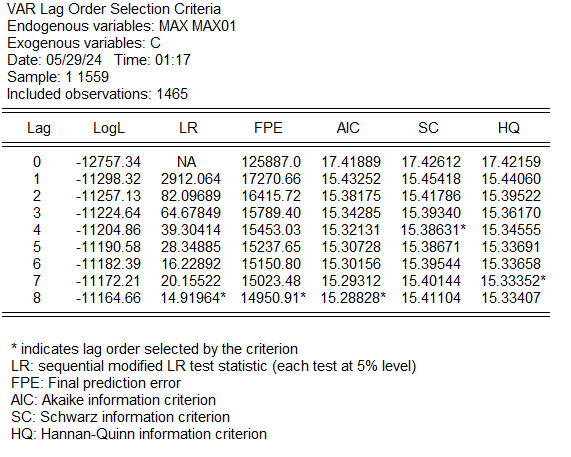 VAR Lag Order Selection Criteria
Endogenous variables: MAX MAX01
Exogenous variables: C
Date: 05/29/24   Time: 01:17
Sample: 1 1559
Included observations: 1465
Lag LogL LR FPE AIC SC HQ
0 -12757.34 NA 125887.0 17.41889 17.42612 17.42159
1 -11298.32 2912.064 17270.66 15.43252 15.45418 15.44060
2 -11257.13 82.09689 16415.72 15.38175 15.41786 15.39522
3 -11224.64 64.67849 15789.40 15.34285 15.39340 15.36170
4 -11204.86 39.30414 15453.03 15.32131 15.38631* 15.34555
5 -11190.58 28.34885 15237.65 15.30728 15.38671 15.33691
6 -11182.39 16.22892 15150.80 15.30156 15.39544 15.33658
7 -11172.21 20.15522 15023.48 15.29312 15.40144 15.33352*
8 -11164.66 14.91964* 14950.91* 15.28828* 15.41104 15.33407
* indicates lag order selected by the criterion
LR: sequential modified LR test statistic (each test at 5% level)
FPE: Final prediction error
AIC: Akaike information criterion
SC: Schwarz information criterion
HQ: Hannan-Quinn information criterion